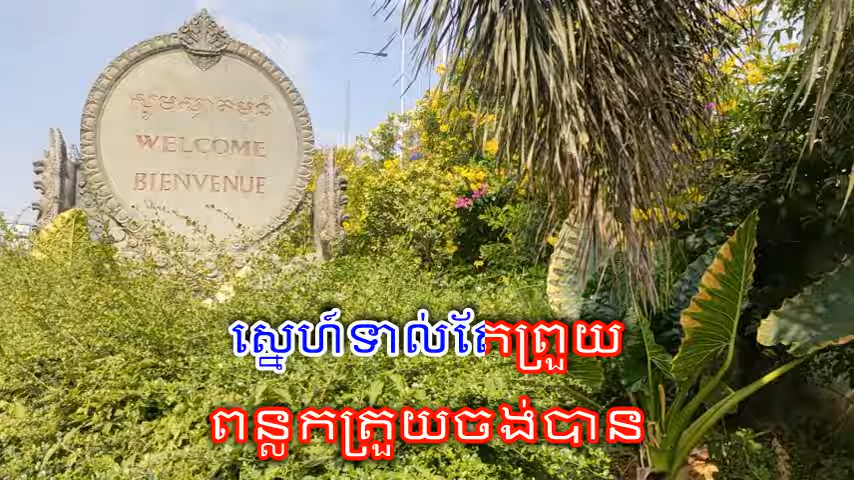 សូមស្វាគមន៍
WELCOME
BIENVENUE
ស្នេហ៍ទាល់តែព្រួយ
ពន្លកត្រួយចង់បាន